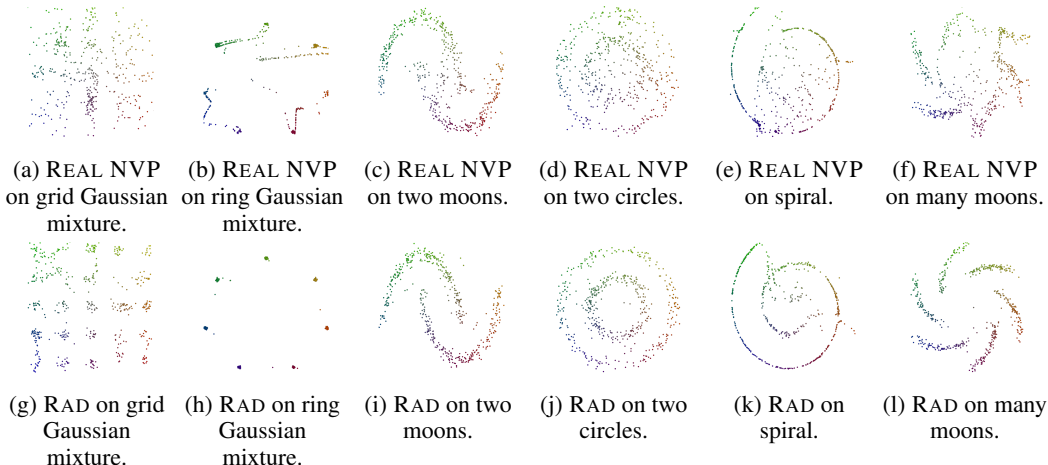 (a) REAL NVP on grid Gaussian mixture.
(b) REAL NVP on ring Gaussian mixture.
(c) REAL NVP on two moons.
(d) REAL NVP on two circles.
(e) REAL NVP on spiral.
(f) REAL NVP on many moons.
(g) RAD on grid Gaussian mixture.
(h) RAD on ring Gaussian mixture.
(i) RAD on two moons.
(j) RAD on two circles.
(k) RAD on spiral.
(l) RAD on many moons.